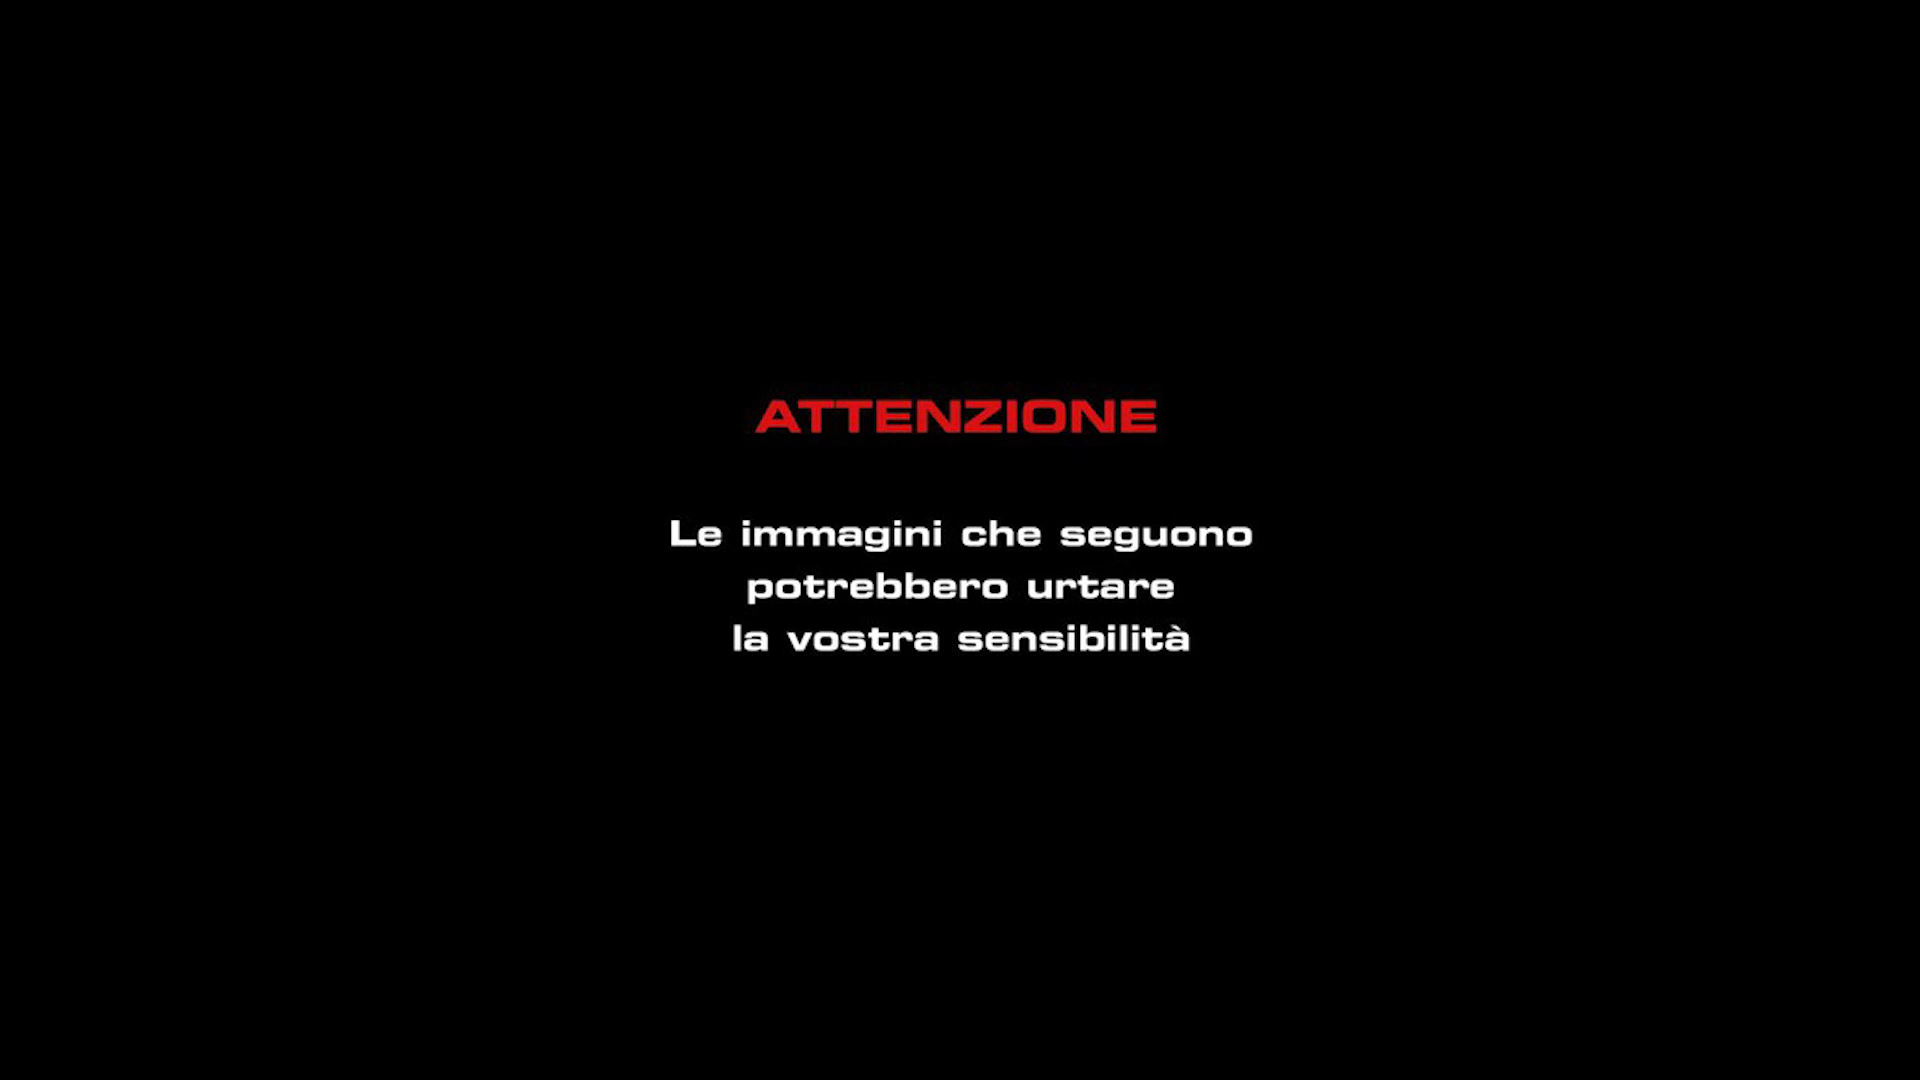 ATTENZIONE
Le immagini che seguono
potrebbero urtare
la vostra sensibilità